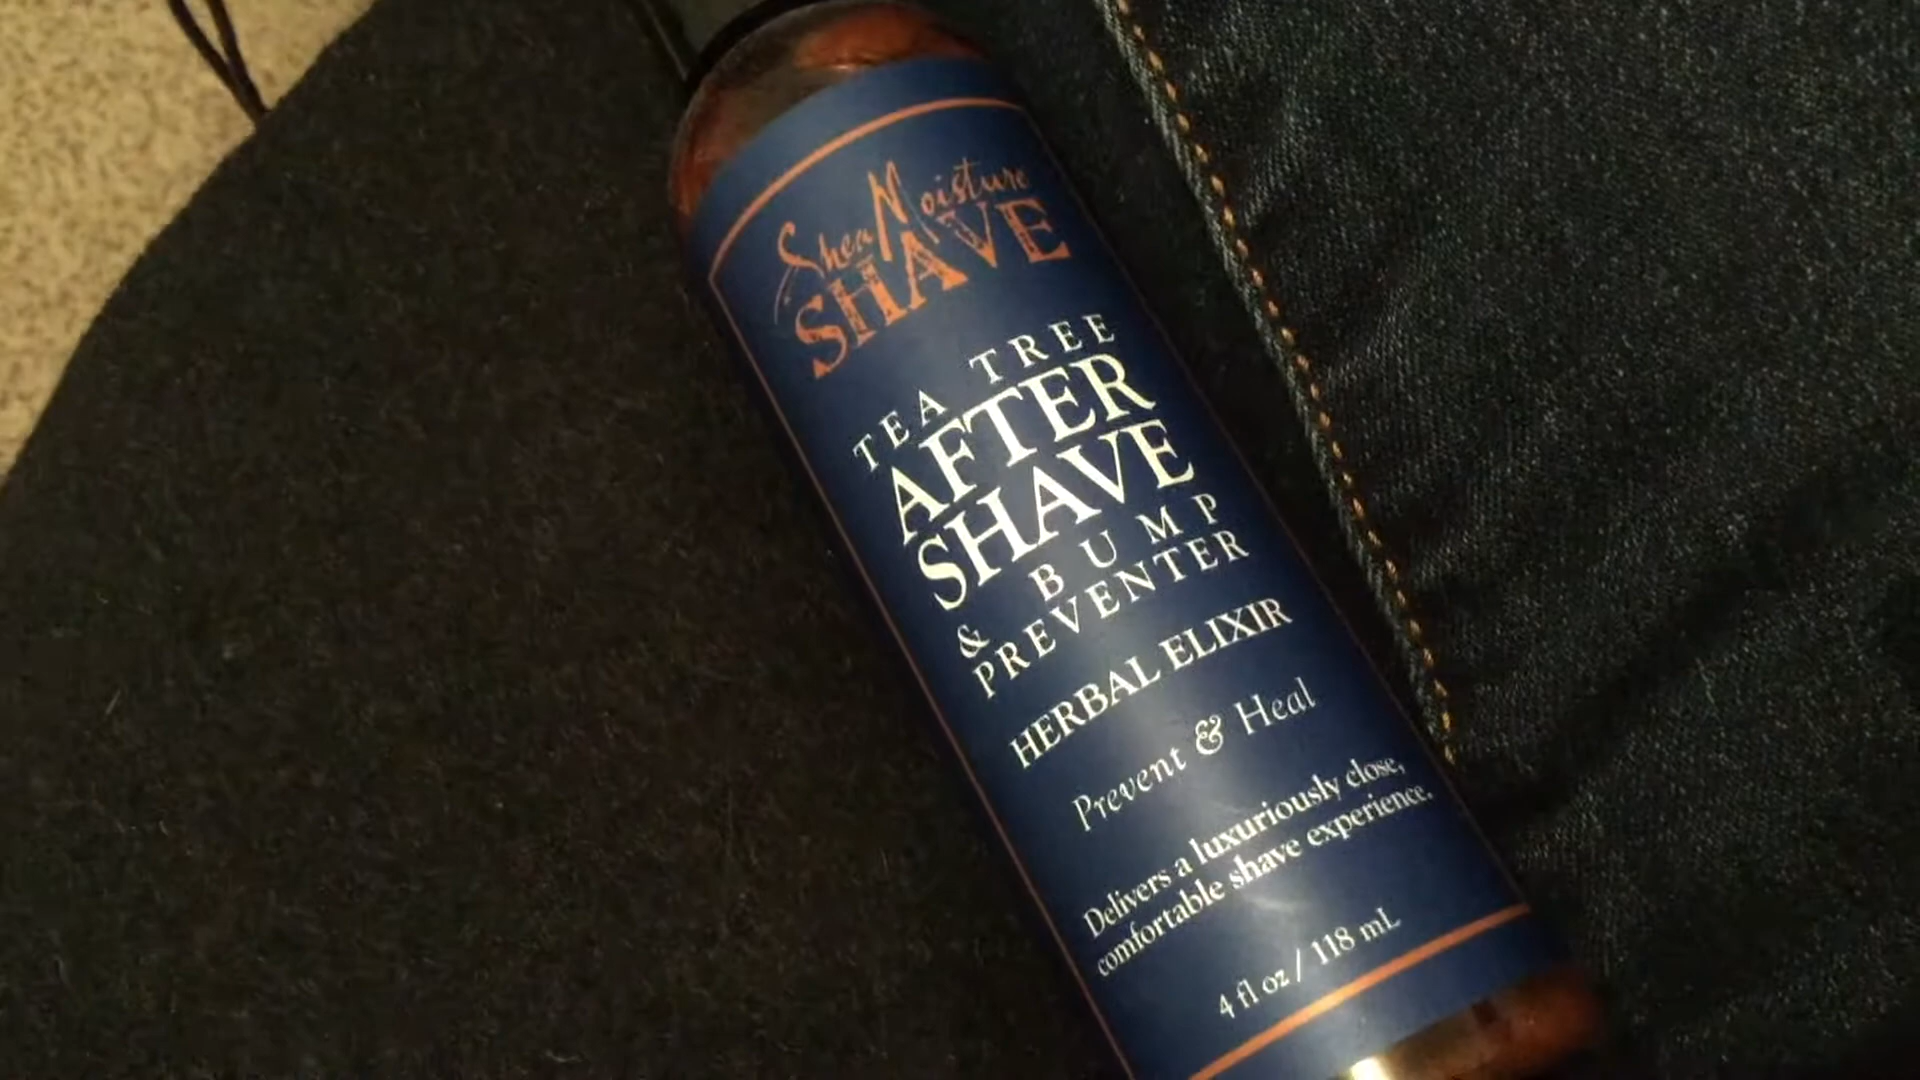 SheaMoisture
SHAVE
TEA TREE
AFTER
SHAVE
& BUMP
PREVENTER
HERBAL ELIXIR
Prevent & Heal
Delivers a luxuriously close,
comfortable shave experience.
4 fl oz / 118 mL